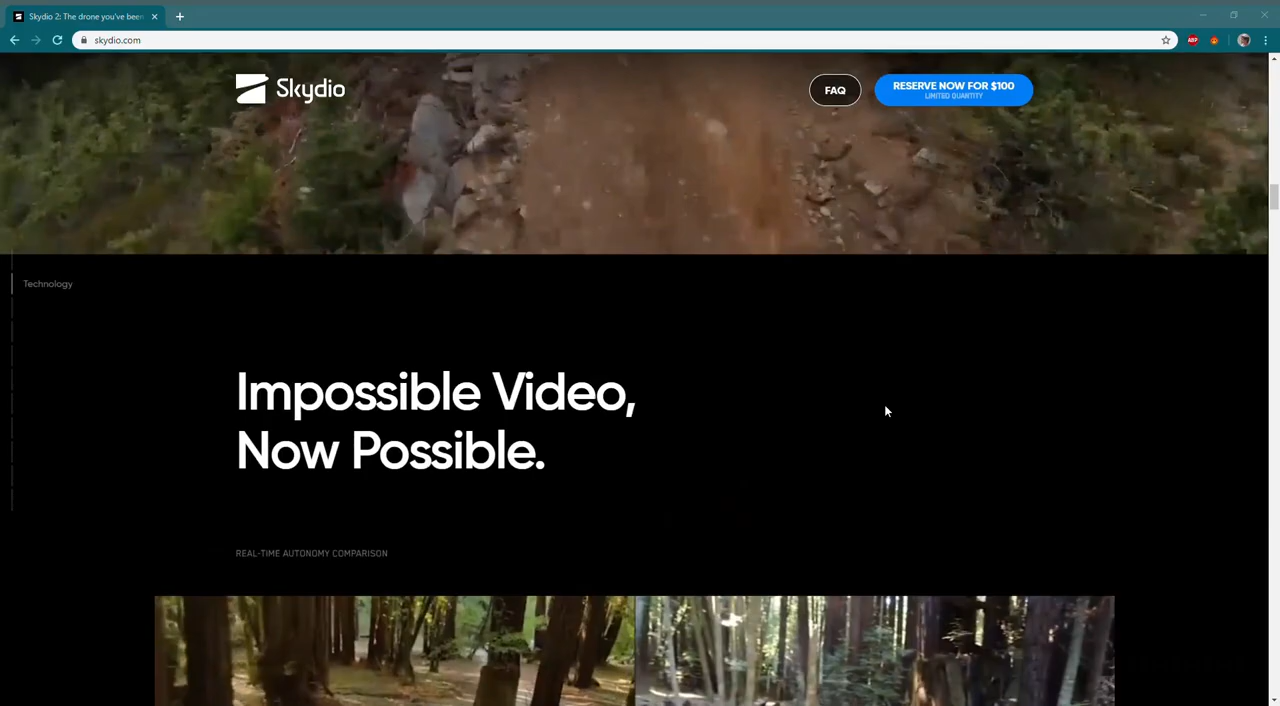 Skydio 2: The drone you've been
skydio.com
ABP
Skydio
FAQ
RESERVE NOW FOR $100
LIMITED QUANTITY
Technology
Impossible Video,
Now Possible.
REAL-TIME AUTONOMY COMPARISON